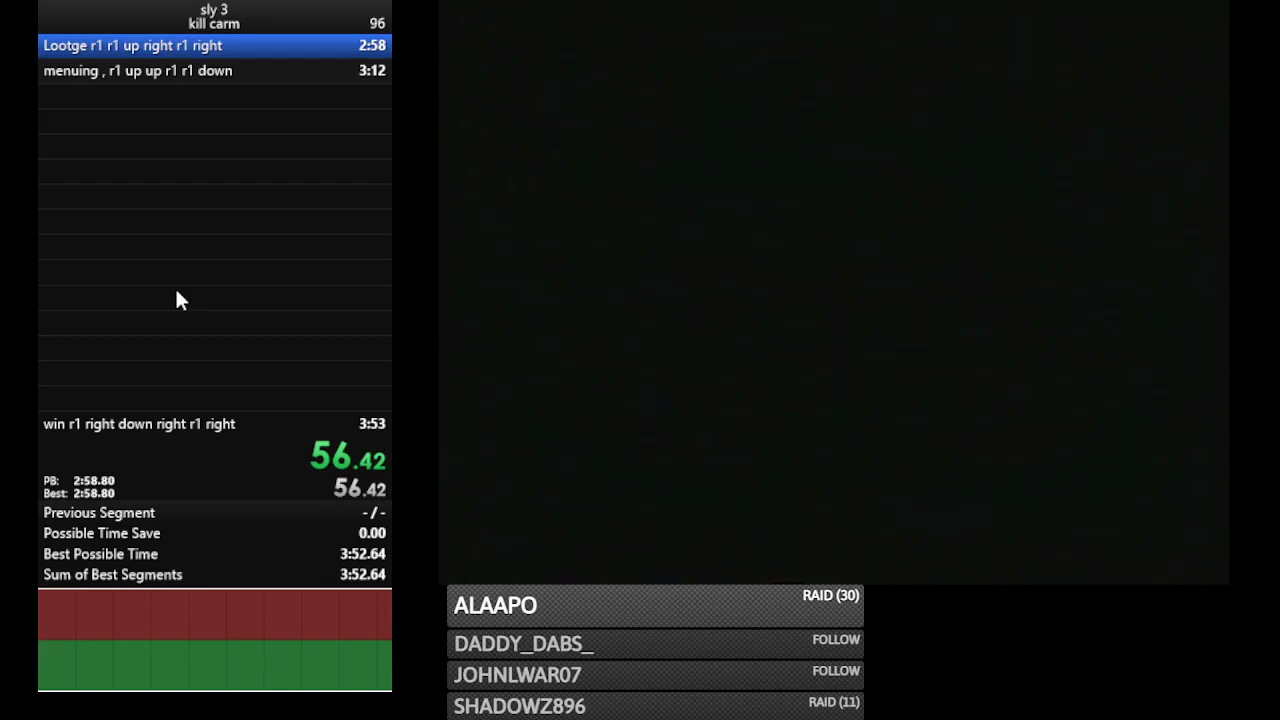 sly 3
kill carm 96
Lootge r1 r1 up right r1 right 2:58
menuing , r1 up up r1 r1 down 3:12
win r1 right down right r1 right 3:53
56.42
PB: 2:58.80
Best: 2:58.80
56.42
Previous Segment - / -
Possible Time Save 0.00
Best Possible Time 3:52.64
Sum of Best Segments 3:52.64
ALAAPO RAID (30)
DADDY_DABS_ FOLLOW
JOHNLWAR07 FOLLOW
SHADOWZ896 RAID (11)